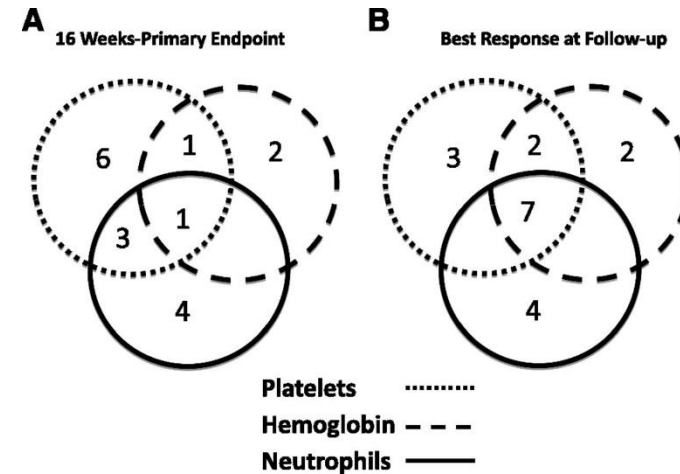 A 16 Weeks-Primary Endpoint
B Best Response at Follow-up
6 1 2
3 1
4
3 2 2
7
4
Platelets
Hemoglobin
Neutrophils